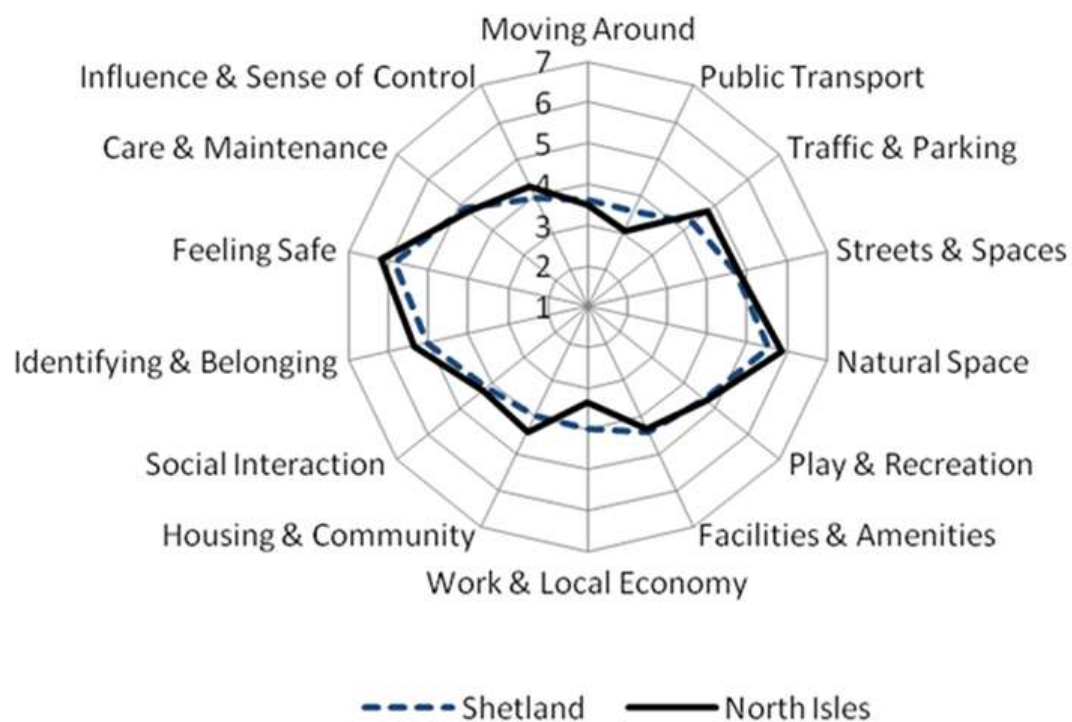 Moving Around
Influence & Sense of Control
7
Public Transport
6
Care & Maintenance
5
Traffic & Parking
4
Feeling Safe
3
Streets & Spaces
2
1
Identifying & Belonging
Natural Space
Social Interaction
Play & Recreation
Housing & Community
Facilities & Amenities
Work & Local Economy
Shetland
North Isles